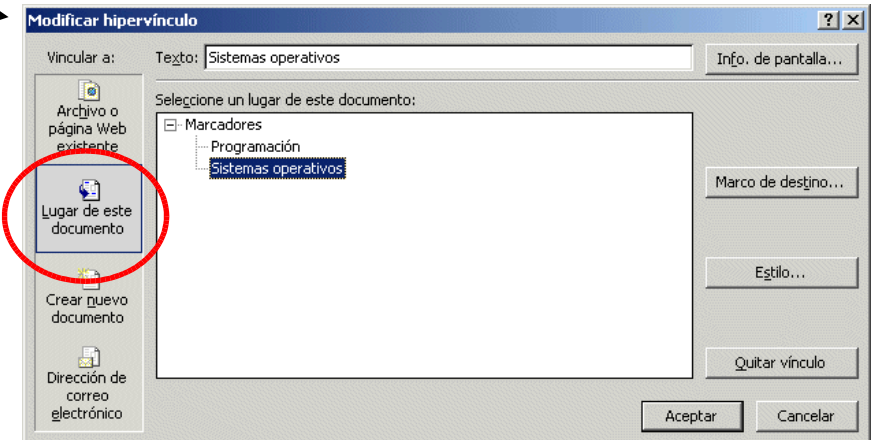 Modificar hipervínculo
? ×
Vincular a:
Texto: Sistemas operativos
Info. de pantalla...
Archivo o
página Web
existente
Lugar de este
documento
Crear nuevo
documento
Dirección de
correo
electrónico
Seleccione un lugar de este documento:
Marcadores
Programación
Sistemas operativos
Marco de destino...
Estilo...
Quitar vínculo
Aceptar
Cancelar